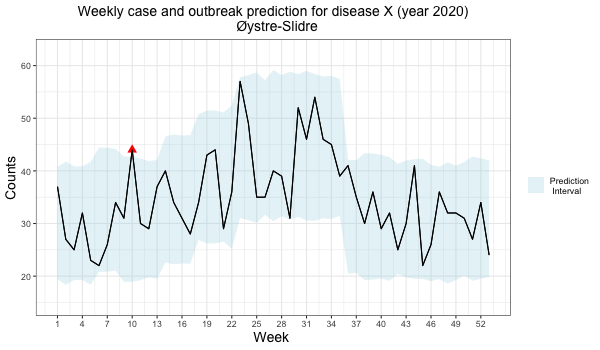 Weekly case and outbreak prediction for disease X (year 2020)
Øystre-Slidre
60
50
40
30
20
Counts
1 4 7 10 13 16 19 22 25 28 31 34 37 40 43 46 49 52
Week
Prediction
Interval